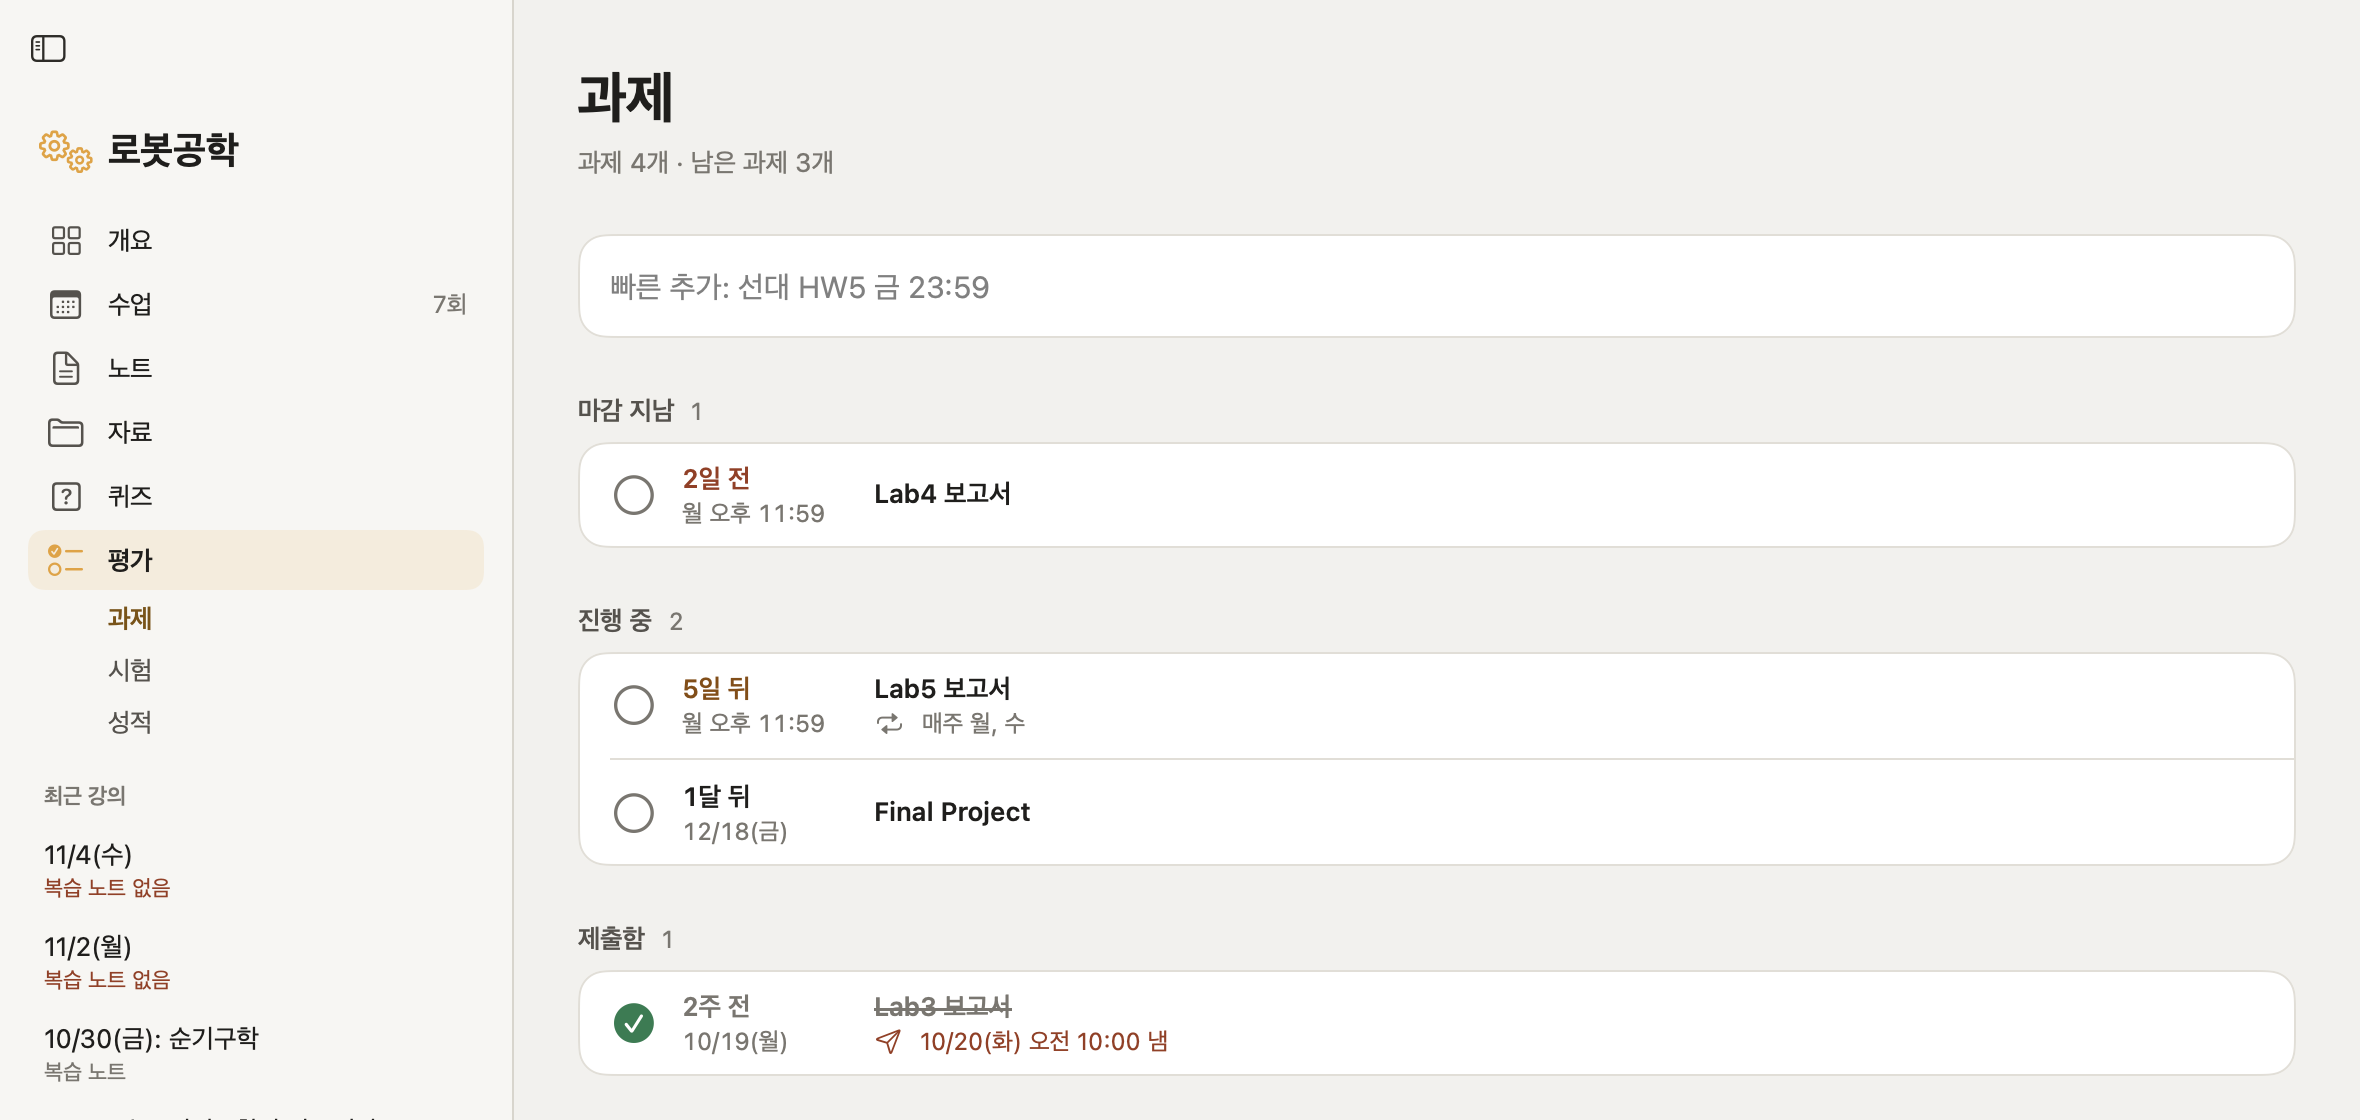 로봇공학
개요
수업 7회
노트
자료
퀴즈
평가
과제
시험
성적
최근 강의
11/4(수)
복습 노트 없음
11/2(월)
복습 노트 없음
10/30(금): 순기구학
복습 노트
과제
과제 4개 · 남은 과제 3개
빠른 추가: 선대 HW5 금 23:59
마감 지남 1
2일 전
월 오후 11:59
Lab4 보고서
진행 중 2
5일 뒤
월 오후 11:59
Lab5 보고서
매주 월, 수
1달 뒤
12/18(금)
Final Project
제출함 1
2주 전
10/19(월)
Lab3 보고서
10/20(화) 오전 10:00 냄